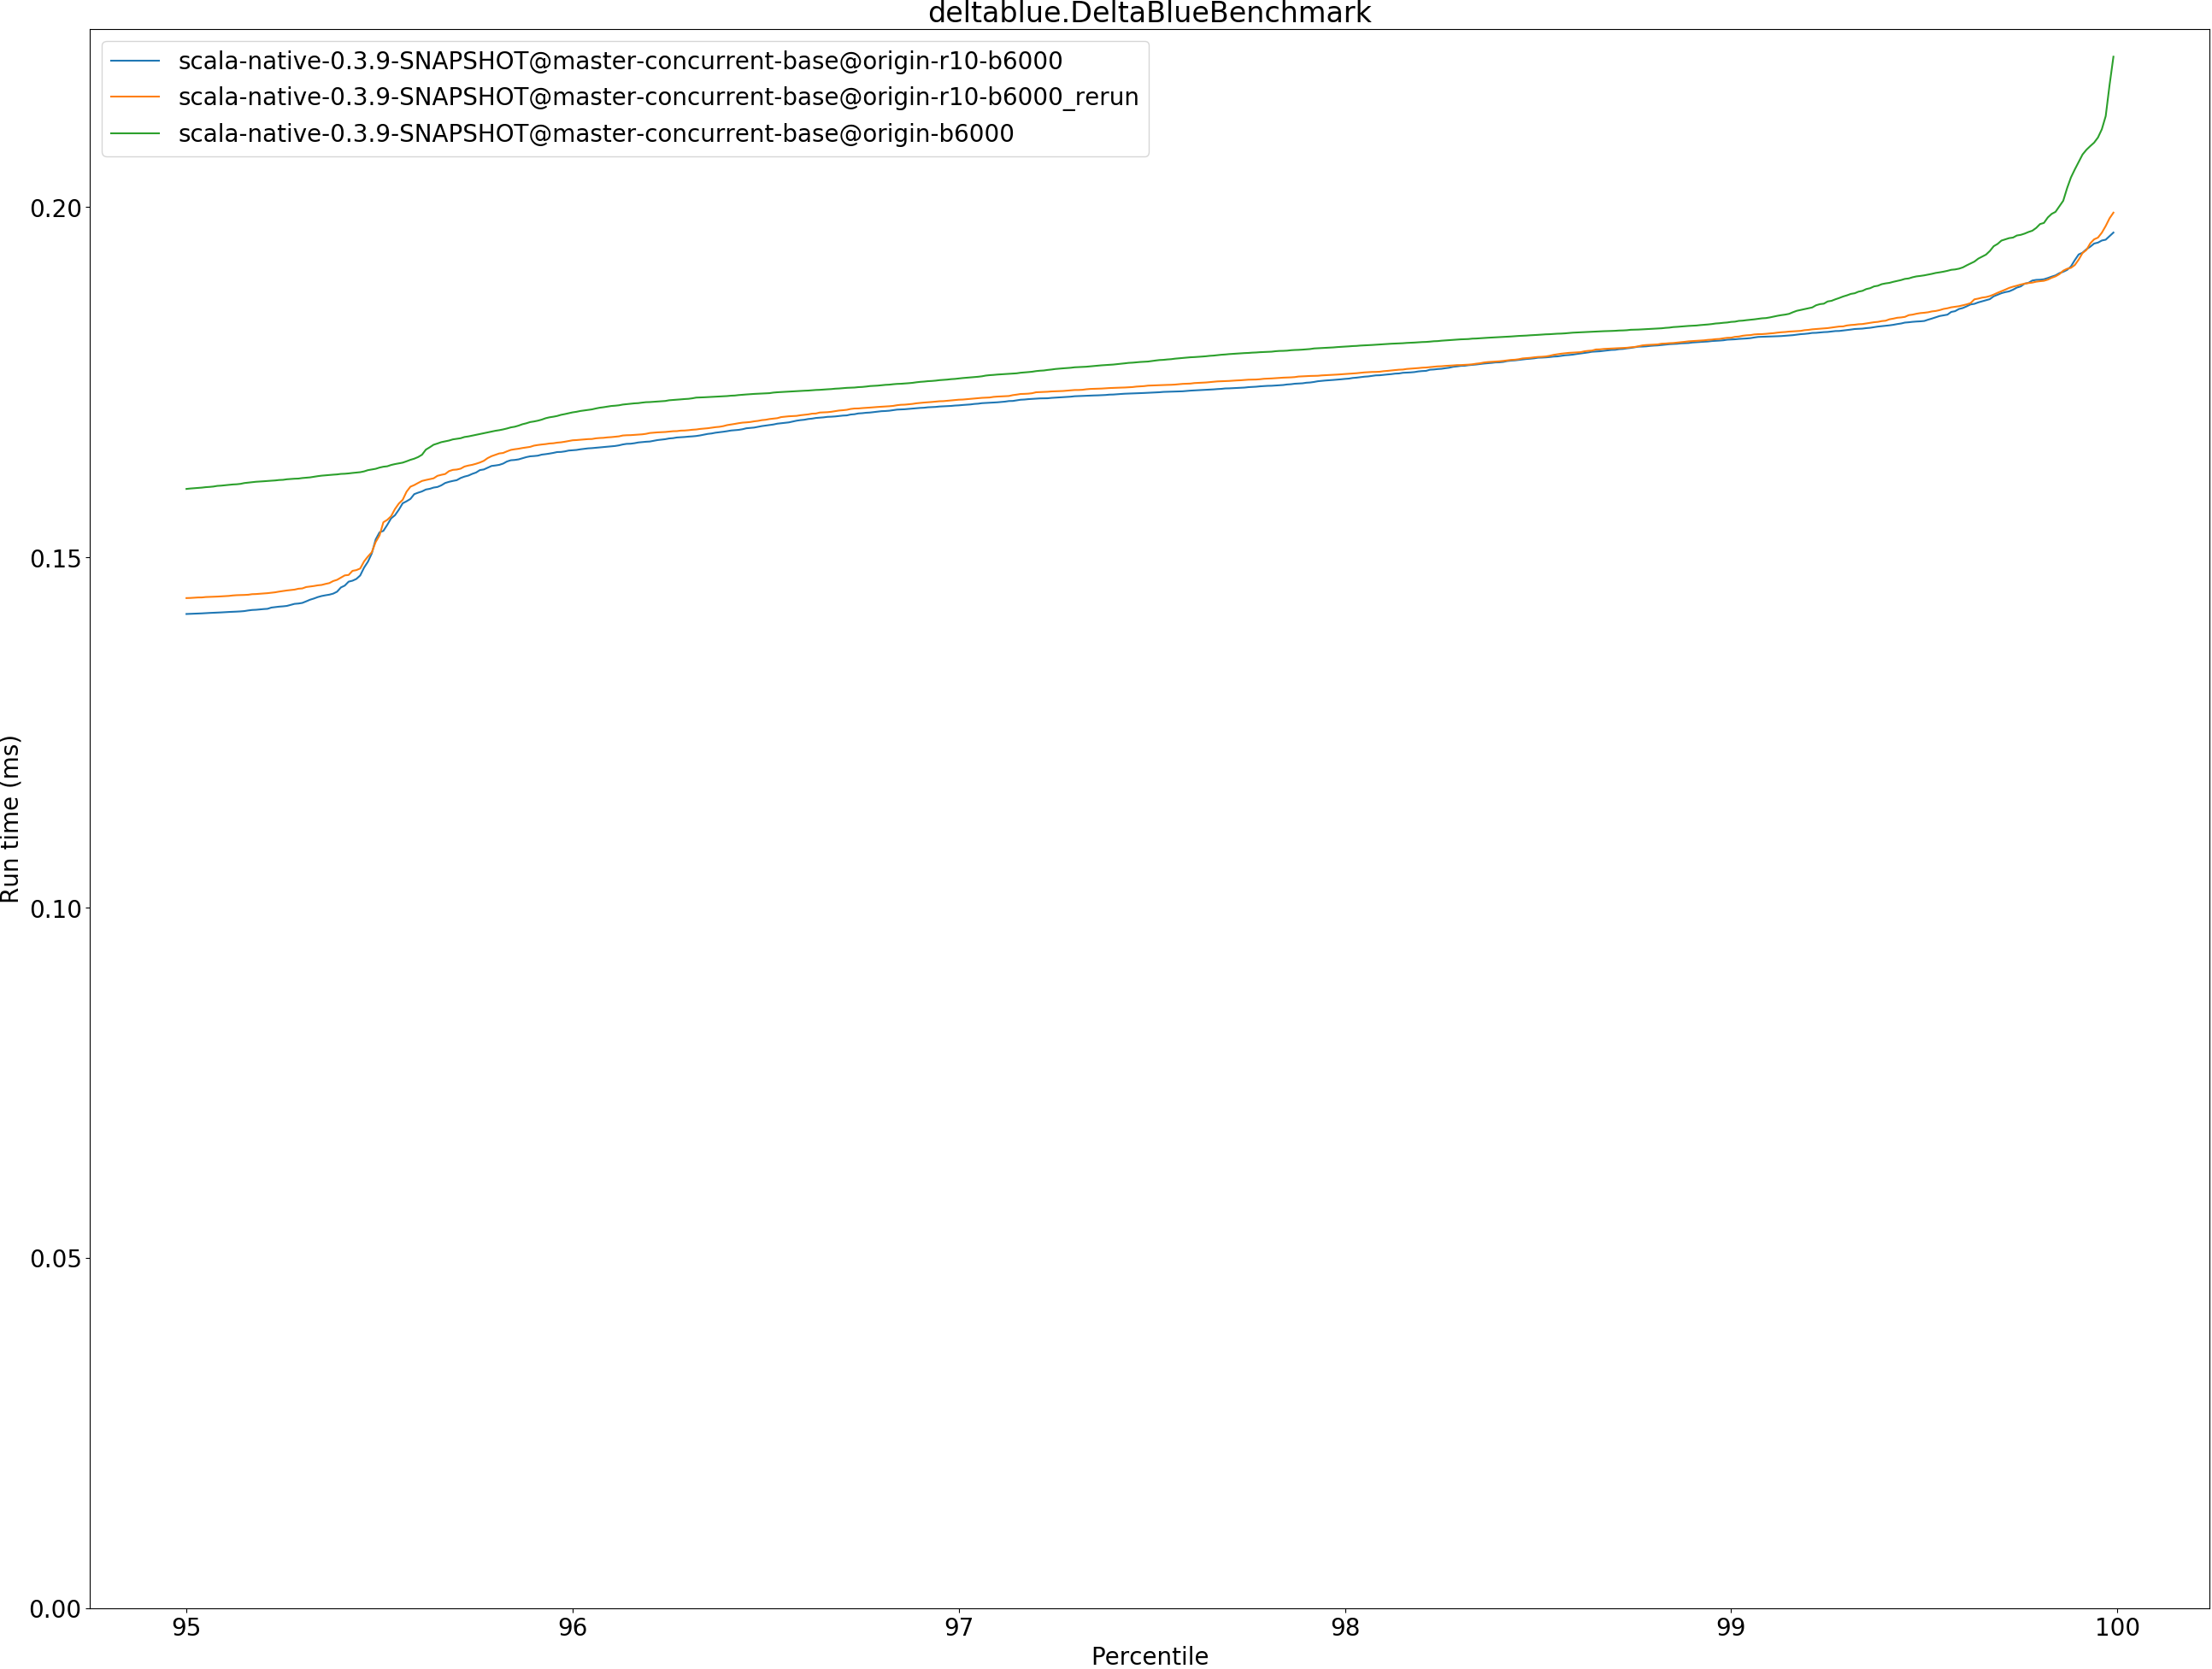 deltablue.DeltaBlueBenchmark
scala-native-0.3.9-SNAPSHOT@master-concurrent-base@origin-r10-b6000
scala-native-0.3.9-SNAPSHOT@master-concurrent-base@origin-r10-b6000_rerun
scala-native-0.3.9-SNAPSHOT@master-concurrent-base@origin-b6000
0.20
0.15
0.10
0.05
0.00
Run time (ms)
95 96 97 98 99 100
Percentile